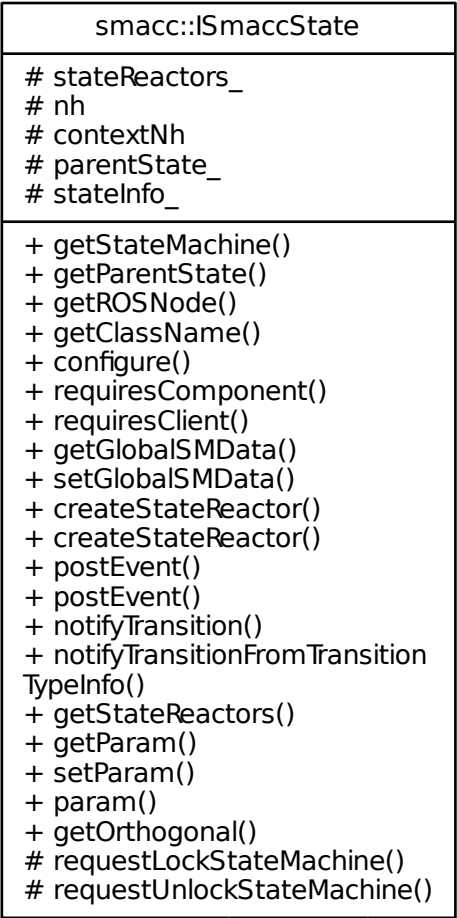 smacc::ISmaccState
# stateReactors_
# nh
# contextNh
# parentState_
# stateInfo_
+ getStateMachine()
+ getParentState()
+ getROSNode()
+ getClassName()
+ configure()
+ requiresComponent()
+ requiresClient()
+ getGlobalSMData()
+ setGlobalSMData()
+ createStateReactor()
+ createStateReactor()
+ postEvent()
+ postEvent()
+ notifyTransition()
+ notifyTransitionFromTransition
TypeInfo()
+ getStateReactors()
+ getParam()
+ setParam()
+ param()
+ getOrthogonal()
# requestLockStateMachine()
# requestUnlockStateMachine()